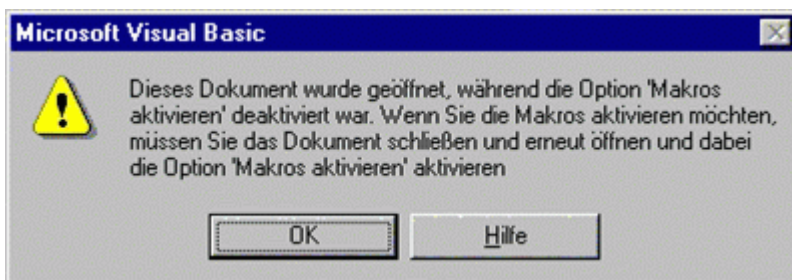 Microsoft Visual Basic
Dieses Dokument wurde geöffnet, während die Option 'Makros
aktivieren' deaktiviert war. Wenn Sie die Makros aktivieren möchten,
müssen Sie das Dokument schließen und erneut öffnen und dabei
die Option 'Makros aktivieren' aktivieren
OK Hilfe